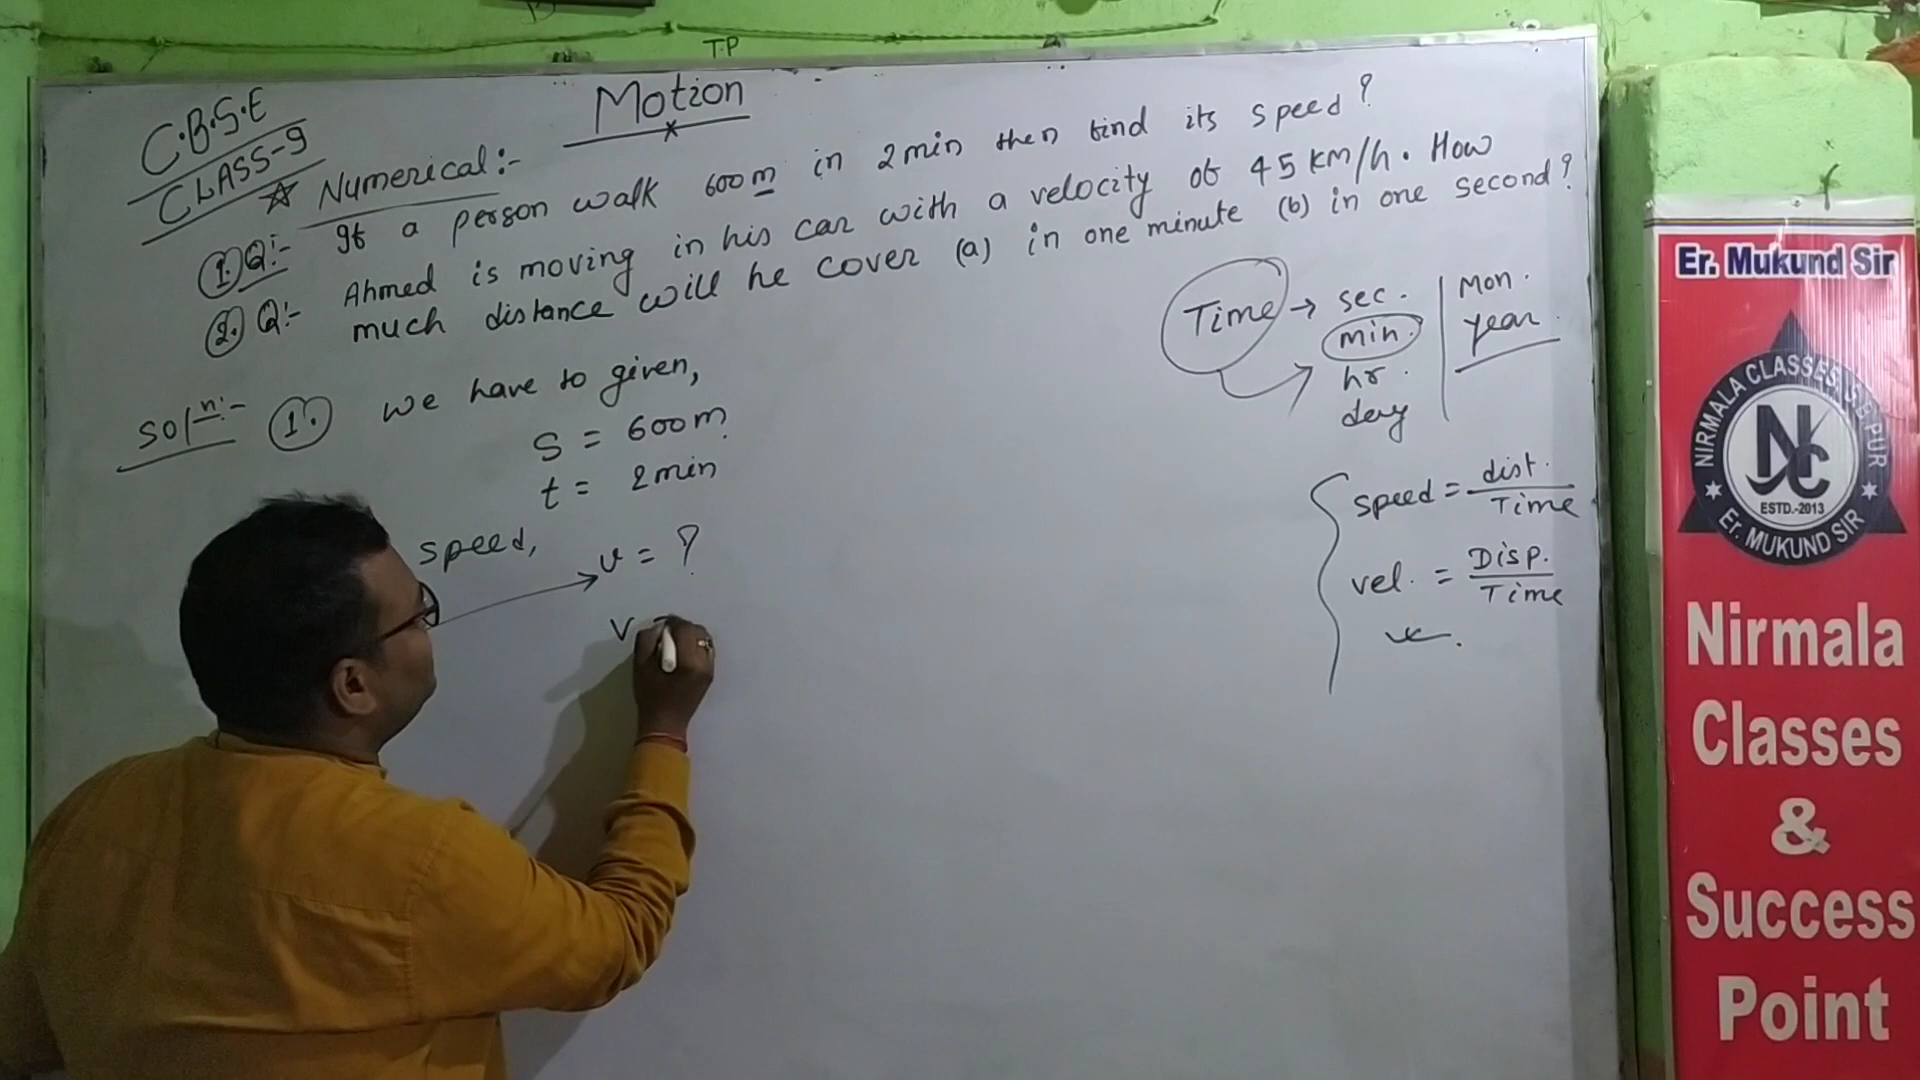 T.P
C.B.S.E
CLASS-9
Motion
☆ Numerical:-
1. Q:- If a person walk 600m in 2min then find its speed?
2. Q:- Ahmed is moving in his car with a velocity of 45 km/h. How
much distance will he cover (a) in one minute (b) in one second?
Time → sec.
min.
hr.
day
Mon.
year.
Sol n:- 1. We have to given,
S = 600m
t = 2min
speed, v = ?
v =
speed = dist. / Time
vel. = Disp. / Time
Er. Mukund Sir
NIRMALA CLASSES, S.B.PUR
NC
ESTD.-2013
Er. MUKUND SIR
Nirmala
Classes
&
Success
Point